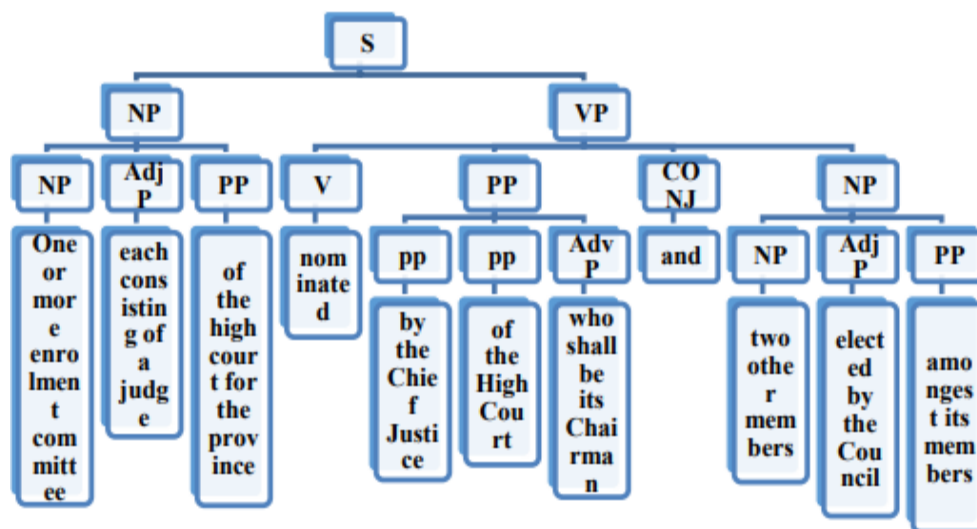 S
NP
VP
NP
Adj
P
PP
V
PP
CO
NJ
NP
One
or
mor
e
enro
lmen
t
com
mitt
ee
each
cons
istin
g of
a
judg
e
of
the
high
cour
t for
the
prov
ince
nom
inate
d
pp
pp
Adv
P
and
NP
Adj
P
PP
by
the
Chie
f
Justi
ce
of
the
High
Cou
rt
who
shall
be
its
Chai
rma
n
two
othe
r
mem
bers
elect
ed
by
the
Cou
ncil
amo
nges
t its
mem
bers